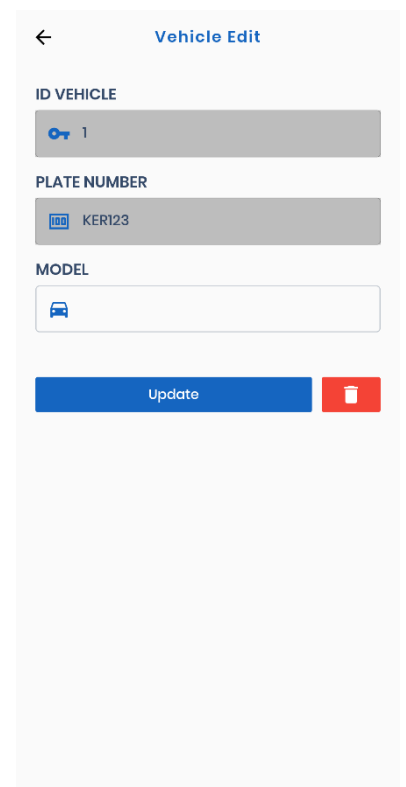 Vehicle Edit
ID VEHICLE
1
PLATE NUMBER
KER123
MODEL
Update